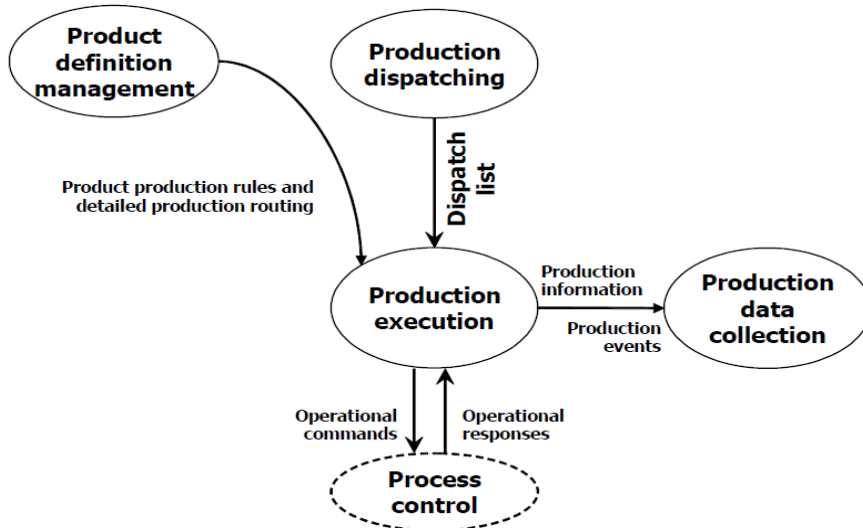 Product
definition
management
Production
dispatching
Product production rules and
detailed production routing
Dispatch
list
Production
execution
Production
information
Production
events
Production
data
collection
Operational
commands
Operational
responses
Process
control